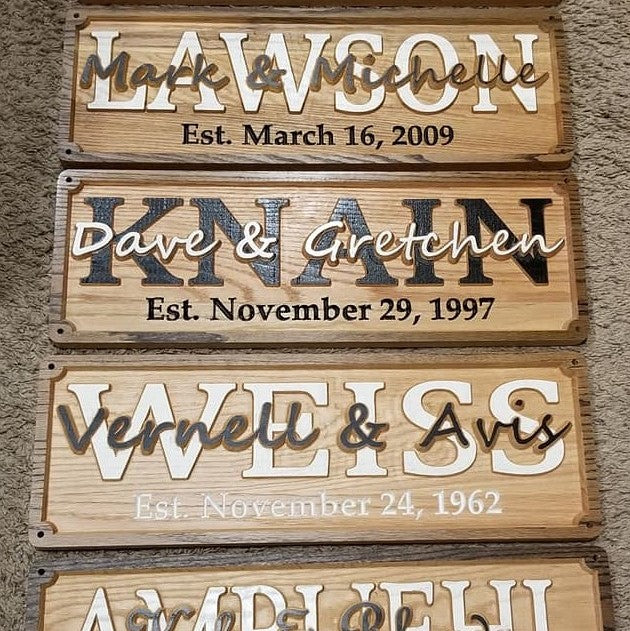 LAWSON
Mark & Michelle
Est. March 16, 2009
KNAIN
Dave & Gretchen
Est. November 29, 1997
WEISS
Vernell & Avis
Est. November 24, 1962